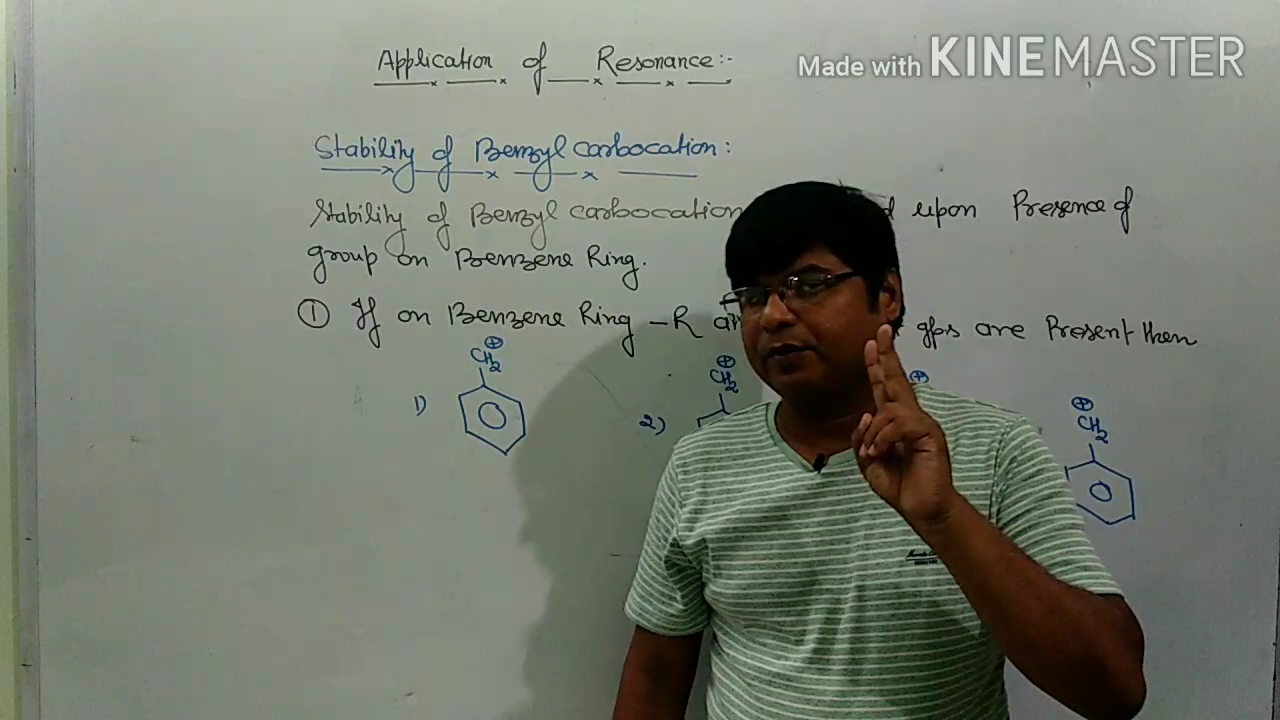 Made with KINEMASTER
Application of Resonance:-
Stability of Benzyl carbocation:
Stability of Benzyl carbocation upon Presence of
group on Benzene Ring.
① If on Benzene Ring -R gps are Present then
1) ⊕ CH2
2) ⊕ CH2
⊕
⊕ CH2